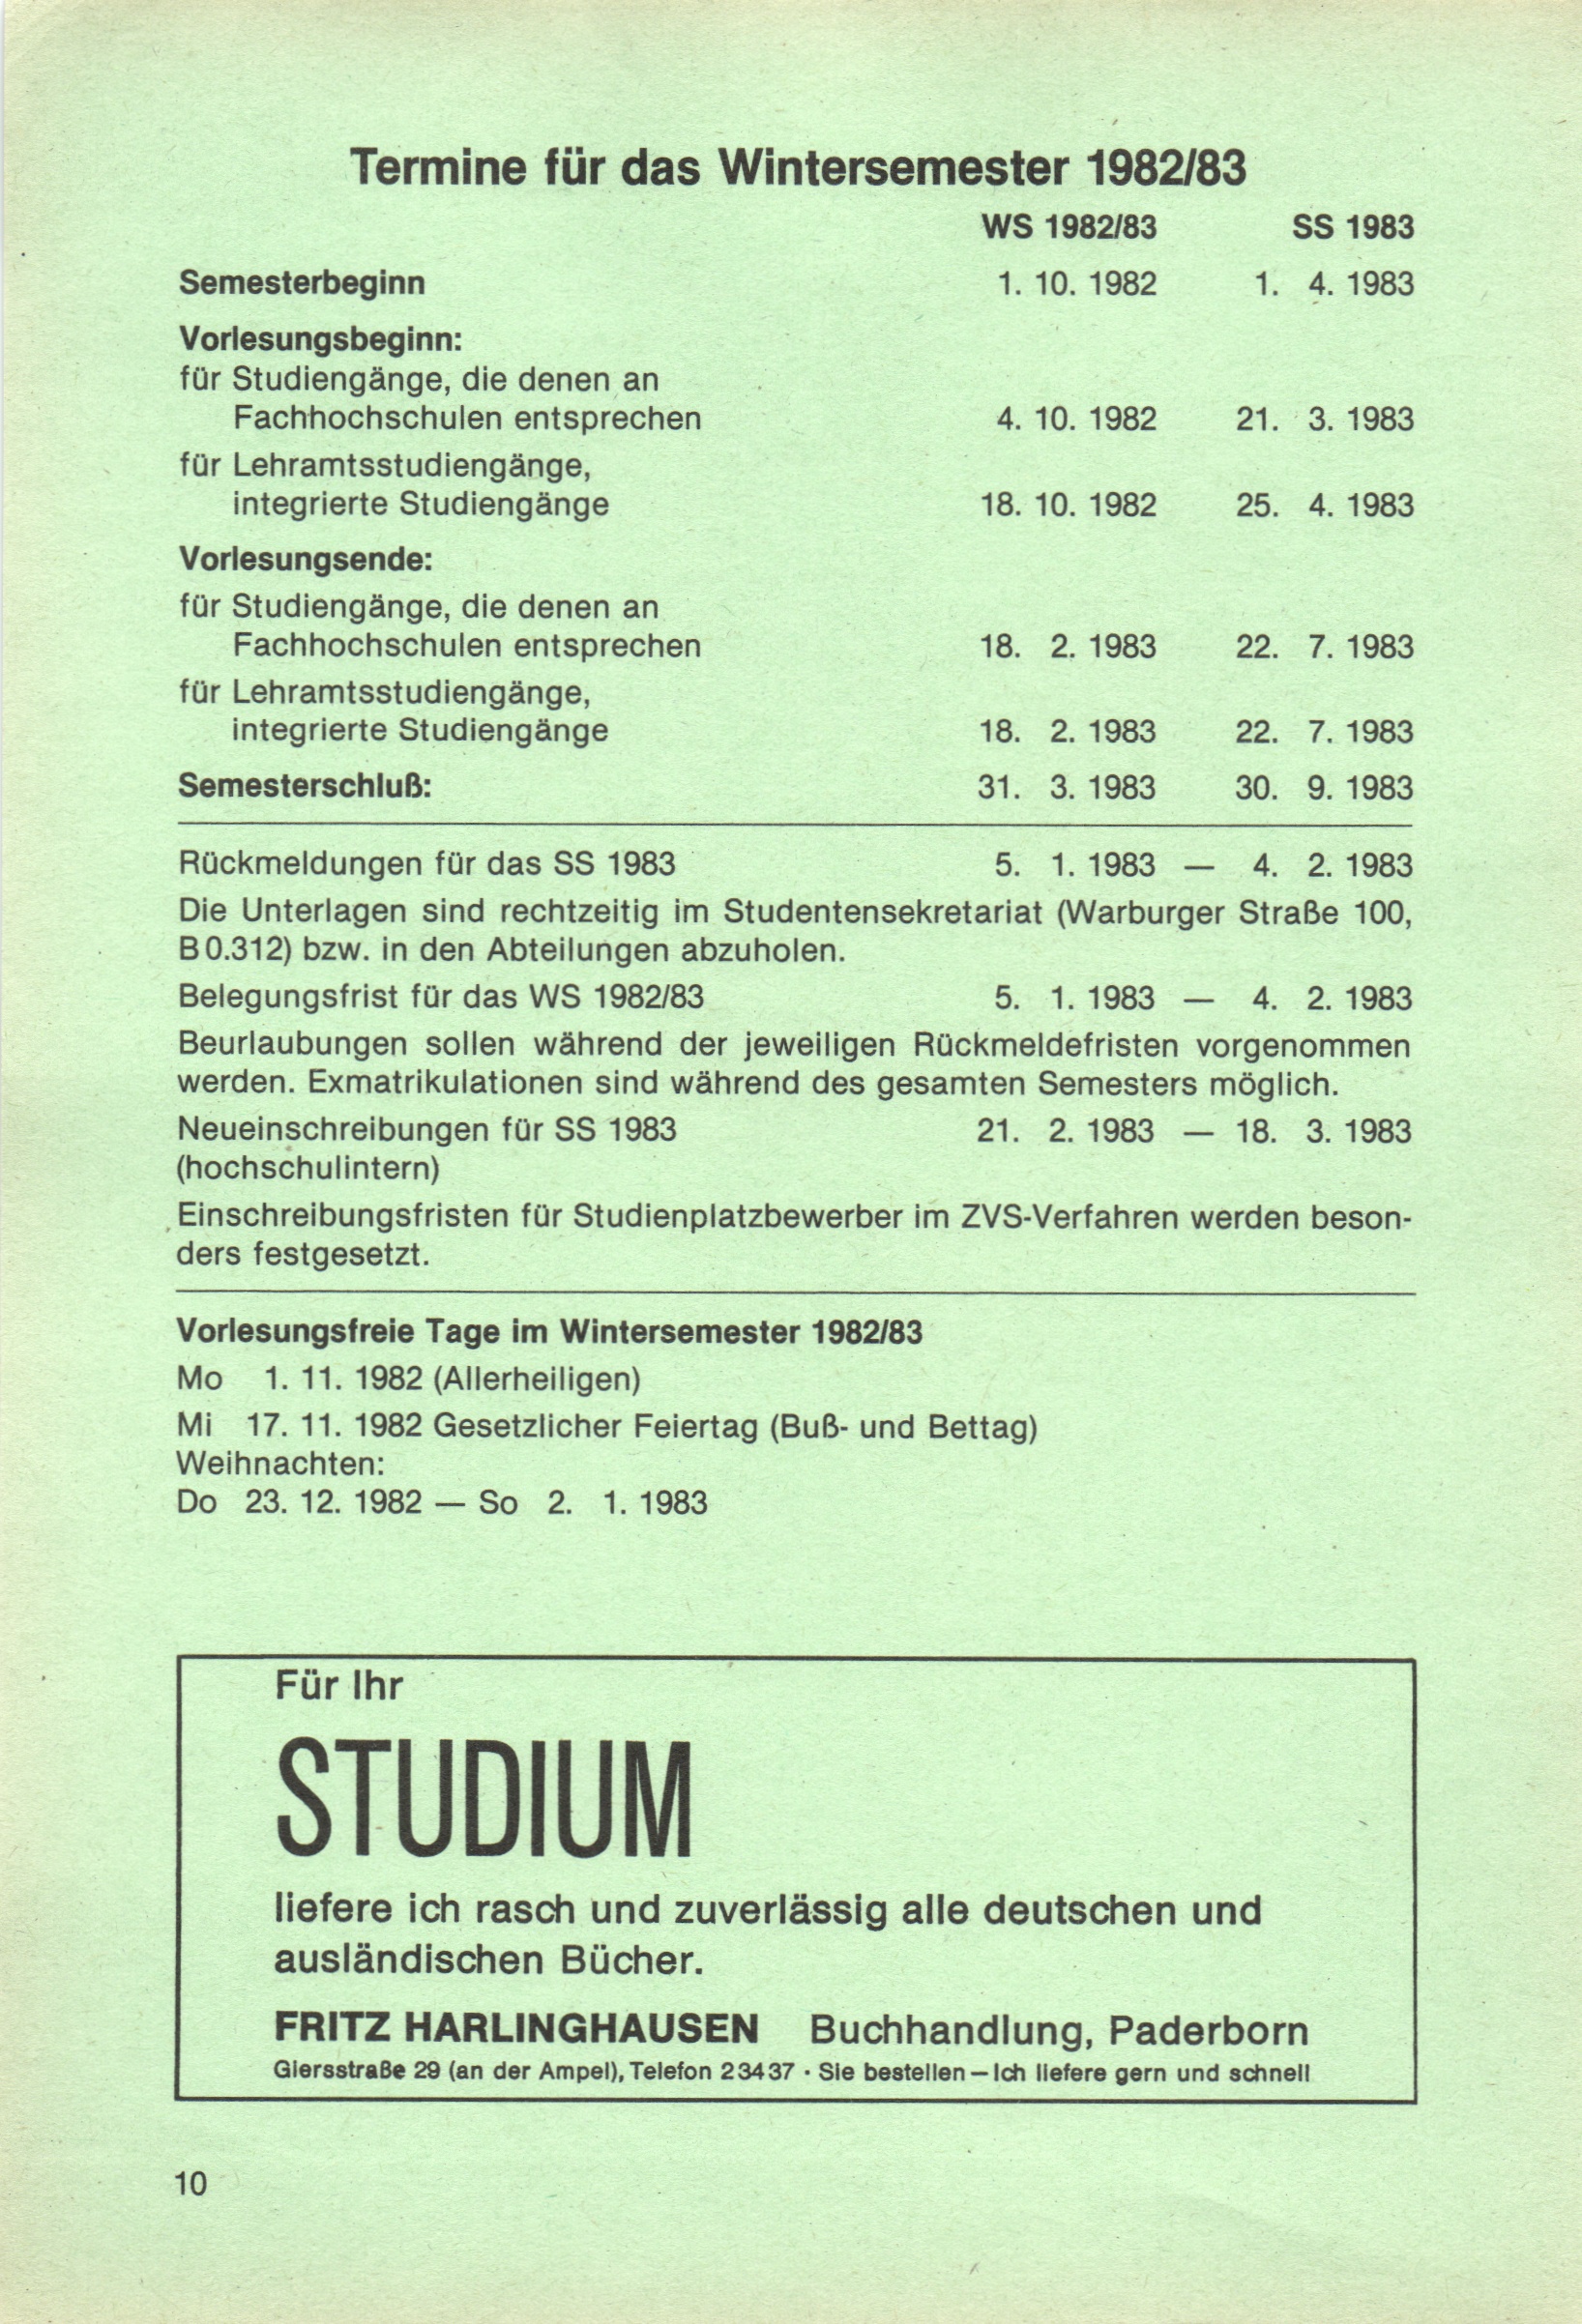 Termine für das Wintersemester 1982/83
WS 1982/83 SS 1983
Semesterbeginn 1. 10. 1982 1. 4. 1983
Vorlesungsbeginn:
für Studiengänge, die denen an
Fachhochschulen entsprechen 4. 10. 1982 21. 3. 1983
für Lehramtsstudiengänge,
integrierte Studiengänge 18. 10. 1982 25. 4. 1983
Vorlesungsende:
für Studiengänge, die denen an
Fachhochschulen entsprechen 18. 2. 1983 22. 7. 1983
für Lehramtsstudiengänge,
integrierte Studiengänge 18. 2. 1983 22. 7. 1983
Semesterschluß: 31. 3. 1983 30. 9. 1983
Rückmeldungen für das SS 1983 5. 1. 1983 — 4. 2. 1983
Die Unterlagen sind rechtzeitig im Studentensekretariat (Warburger Straße 100,
B 0.312) bzw. in den Abteilungen abzuholen.
Belegungsfrist für das WS 1982/83 5. 1. 1983 — 4. 2. 1983
Beurlaubungen sollen während der jeweiligen Rückmeldefristen vorgenommen
werden. Exmatrikulationen sind während des gesamten Semesters möglich.
Neueinschreibungen für SS 1983 21. 2. 1983 — 18. 3. 1983
(hochschulintern)
Einschreibungsfristen für Studienplatzbewerber im ZVS-Verfahren werden beson-
ders festgesetzt.
Vorlesungsfreie Tage im Wintersemester 1982/83
Mo 1. 11. 1982 (Allerheiligen)
Mi 17. 11. 1982 Gesetzlicher Feiertag (Buß- und Bettag)
Weihnachten:
Do 23. 12. 1982 — So 2. 1. 1983
Für Ihr
STUDIUM
liefere ich rasch und zuverlässig alle deutschen und
ausländischen Bücher.
FRITZ HARLINGHAUSEN Buchhandlung, Paderborn
Giersstraße 29 (an der Ampel), Telefon 2 34 37 · Sie bestellen – Ich liefere gern und schnell
10